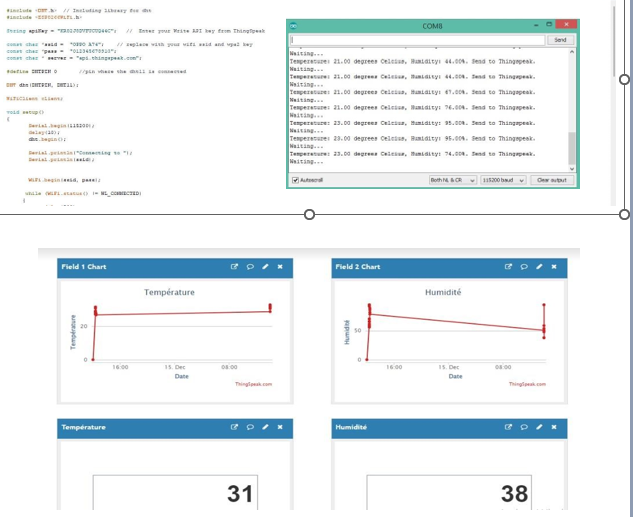 #include <DHT.h>  // Including library for dht
#include <ESP8266WiFi.h>
String apiKey =    // Enter your Write API key from ThingSpeak
const char *ssid =  "OPPO A74";    // replace with your wifi ssid and wpa2 key
const char *pass =  "012345678910";
const char * server = "api.thingspeak.com";
#define DHTPIN 0        //pin where the dht11 is connected
DHT dht(DHTPIN, DHT11);
WiFiClient client;
void setup()
{
Serial.begin(115200);
delay(10);
dht.begin();
Serial.println("Connecting to ");
Serial.println(ssid);
WiFi.begin(ssid, pass);
while (WiFi.status() != WL_CONNECTED)
{
COM8
Send
Waiting...
Temperature: 21.00 degrees Celcius, Humidity: 44.00%. Send to Thingspeak.
Waiting...
Temperature: 21.00 degrees Celcius, Humidity: 44.00%. Send to Thingspeak.
Waiting...
Temperature: 21.00 degrees Celcius, Humidity: 67.00%. Send to Thingspeak.
Waiting...
Temperature: 21.00 degrees Celcius, Humidity: 76.00%. Send to Thingspeak.
Waiting...
Temperature: 23.00 degrees Celcius, Humidity: 95.00%. Send to Thingspeak.
Waiting...
Temperature: 23.00 degrees Celcius, Humidity: 95.00%. Send to Thingspeak.
Waiting...
Temperature: 23.00 degrees Celcius, Humidity: 74.00%. Send to Thingspeak.
Waiting...
Autoscroll
Both NL & CR
115200 baud
Clear output
Field 1 Chart
Température
Température
20
0
16:00
15. Dec
08:00
Date
ThingSpeak.com
Field 2 Chart
Humidité
Humidité
50
0
16:00
15. Dec
08:00
Date
ThingSpeak.com
Température
31
Humidité
38